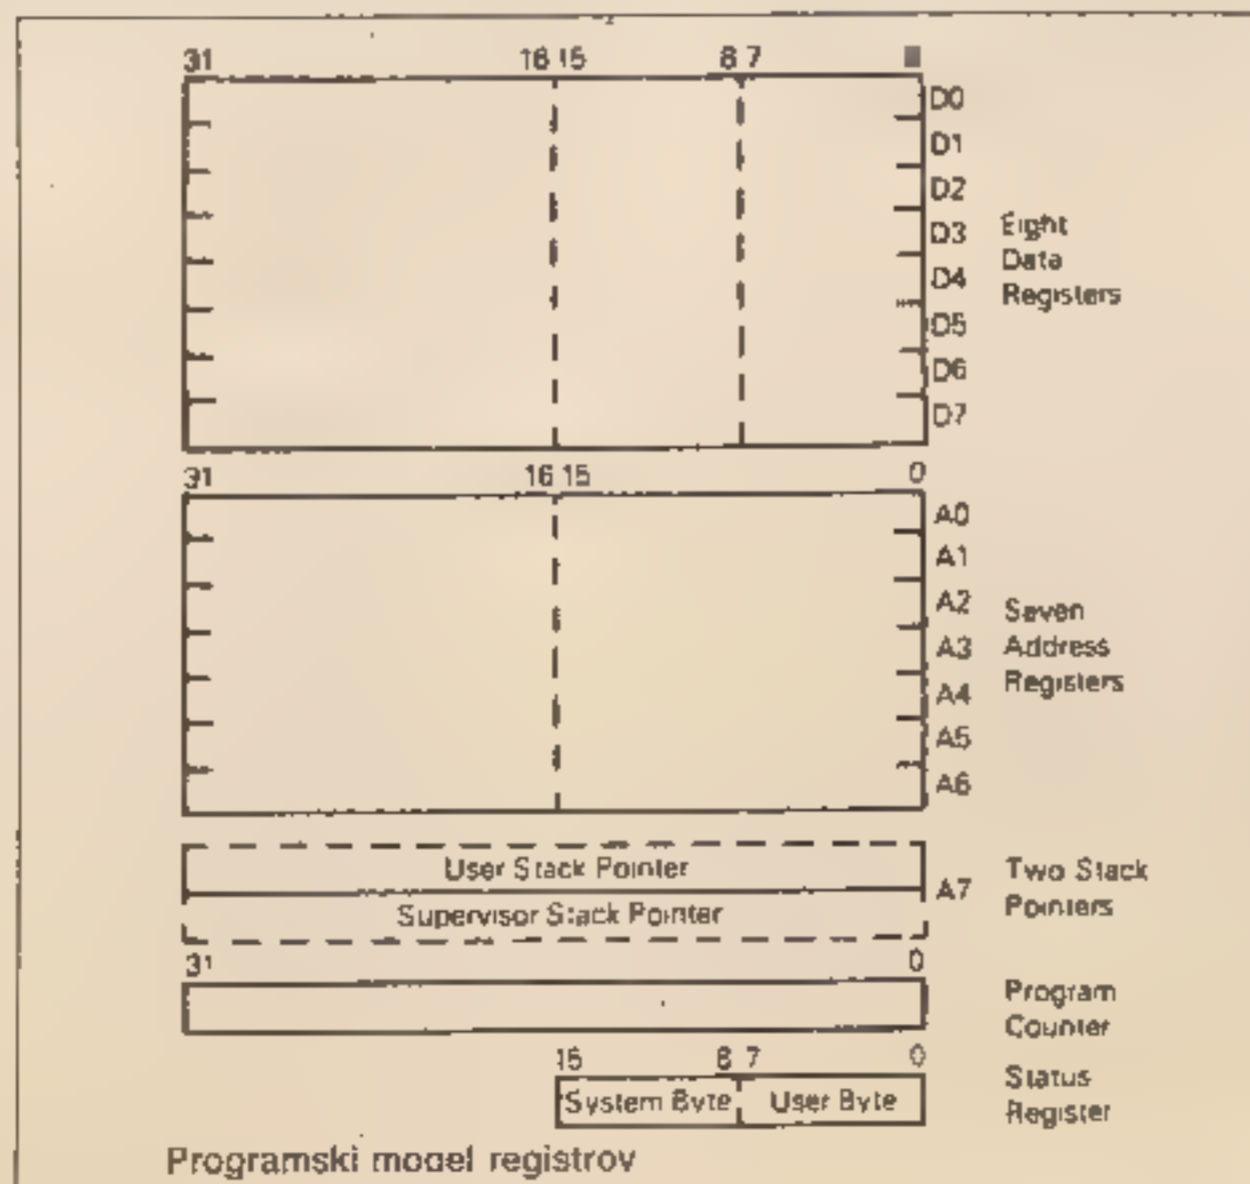 31 16 15 8 7
D0
D1
D2
D3
D4
D5
D6
D7
Eight
Data
Registers
31 16 15 0
A0
A1
A2
A3
A4
A5
A6
Seven
Address
Registers
User Stack Pointer
Supervisor Stack Pointer
A7
Two Stack
Pointers
31 0
Program
Counter
15 8 7 0
System Byte User Byte
Status
Register
Programski model registrov